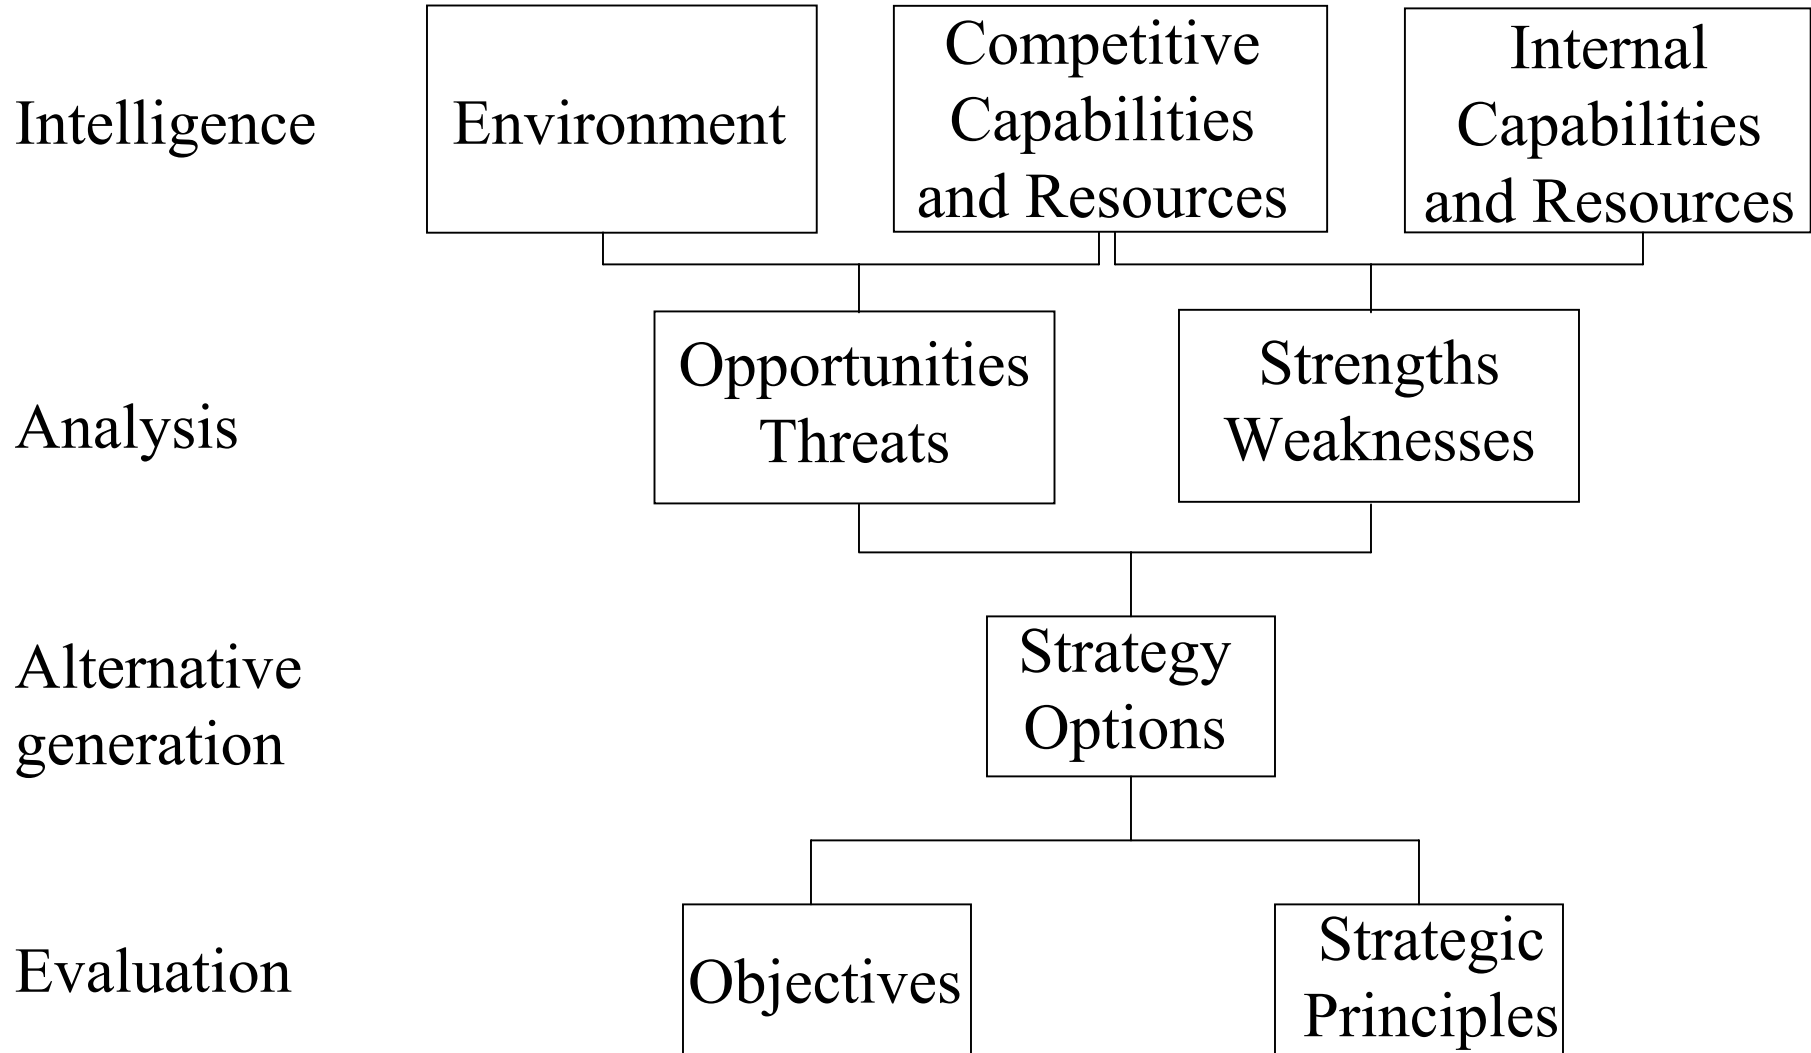 Intelligence
Environment
Competitive
Capabilities
and Resources
Internal
Capabilities
and Resources
Analysis
Opportunities
Threats
Strengths
Weaknesses
Alternative
generation
Strategy
Options
Evaluation
Objectives
Strategic
Principles